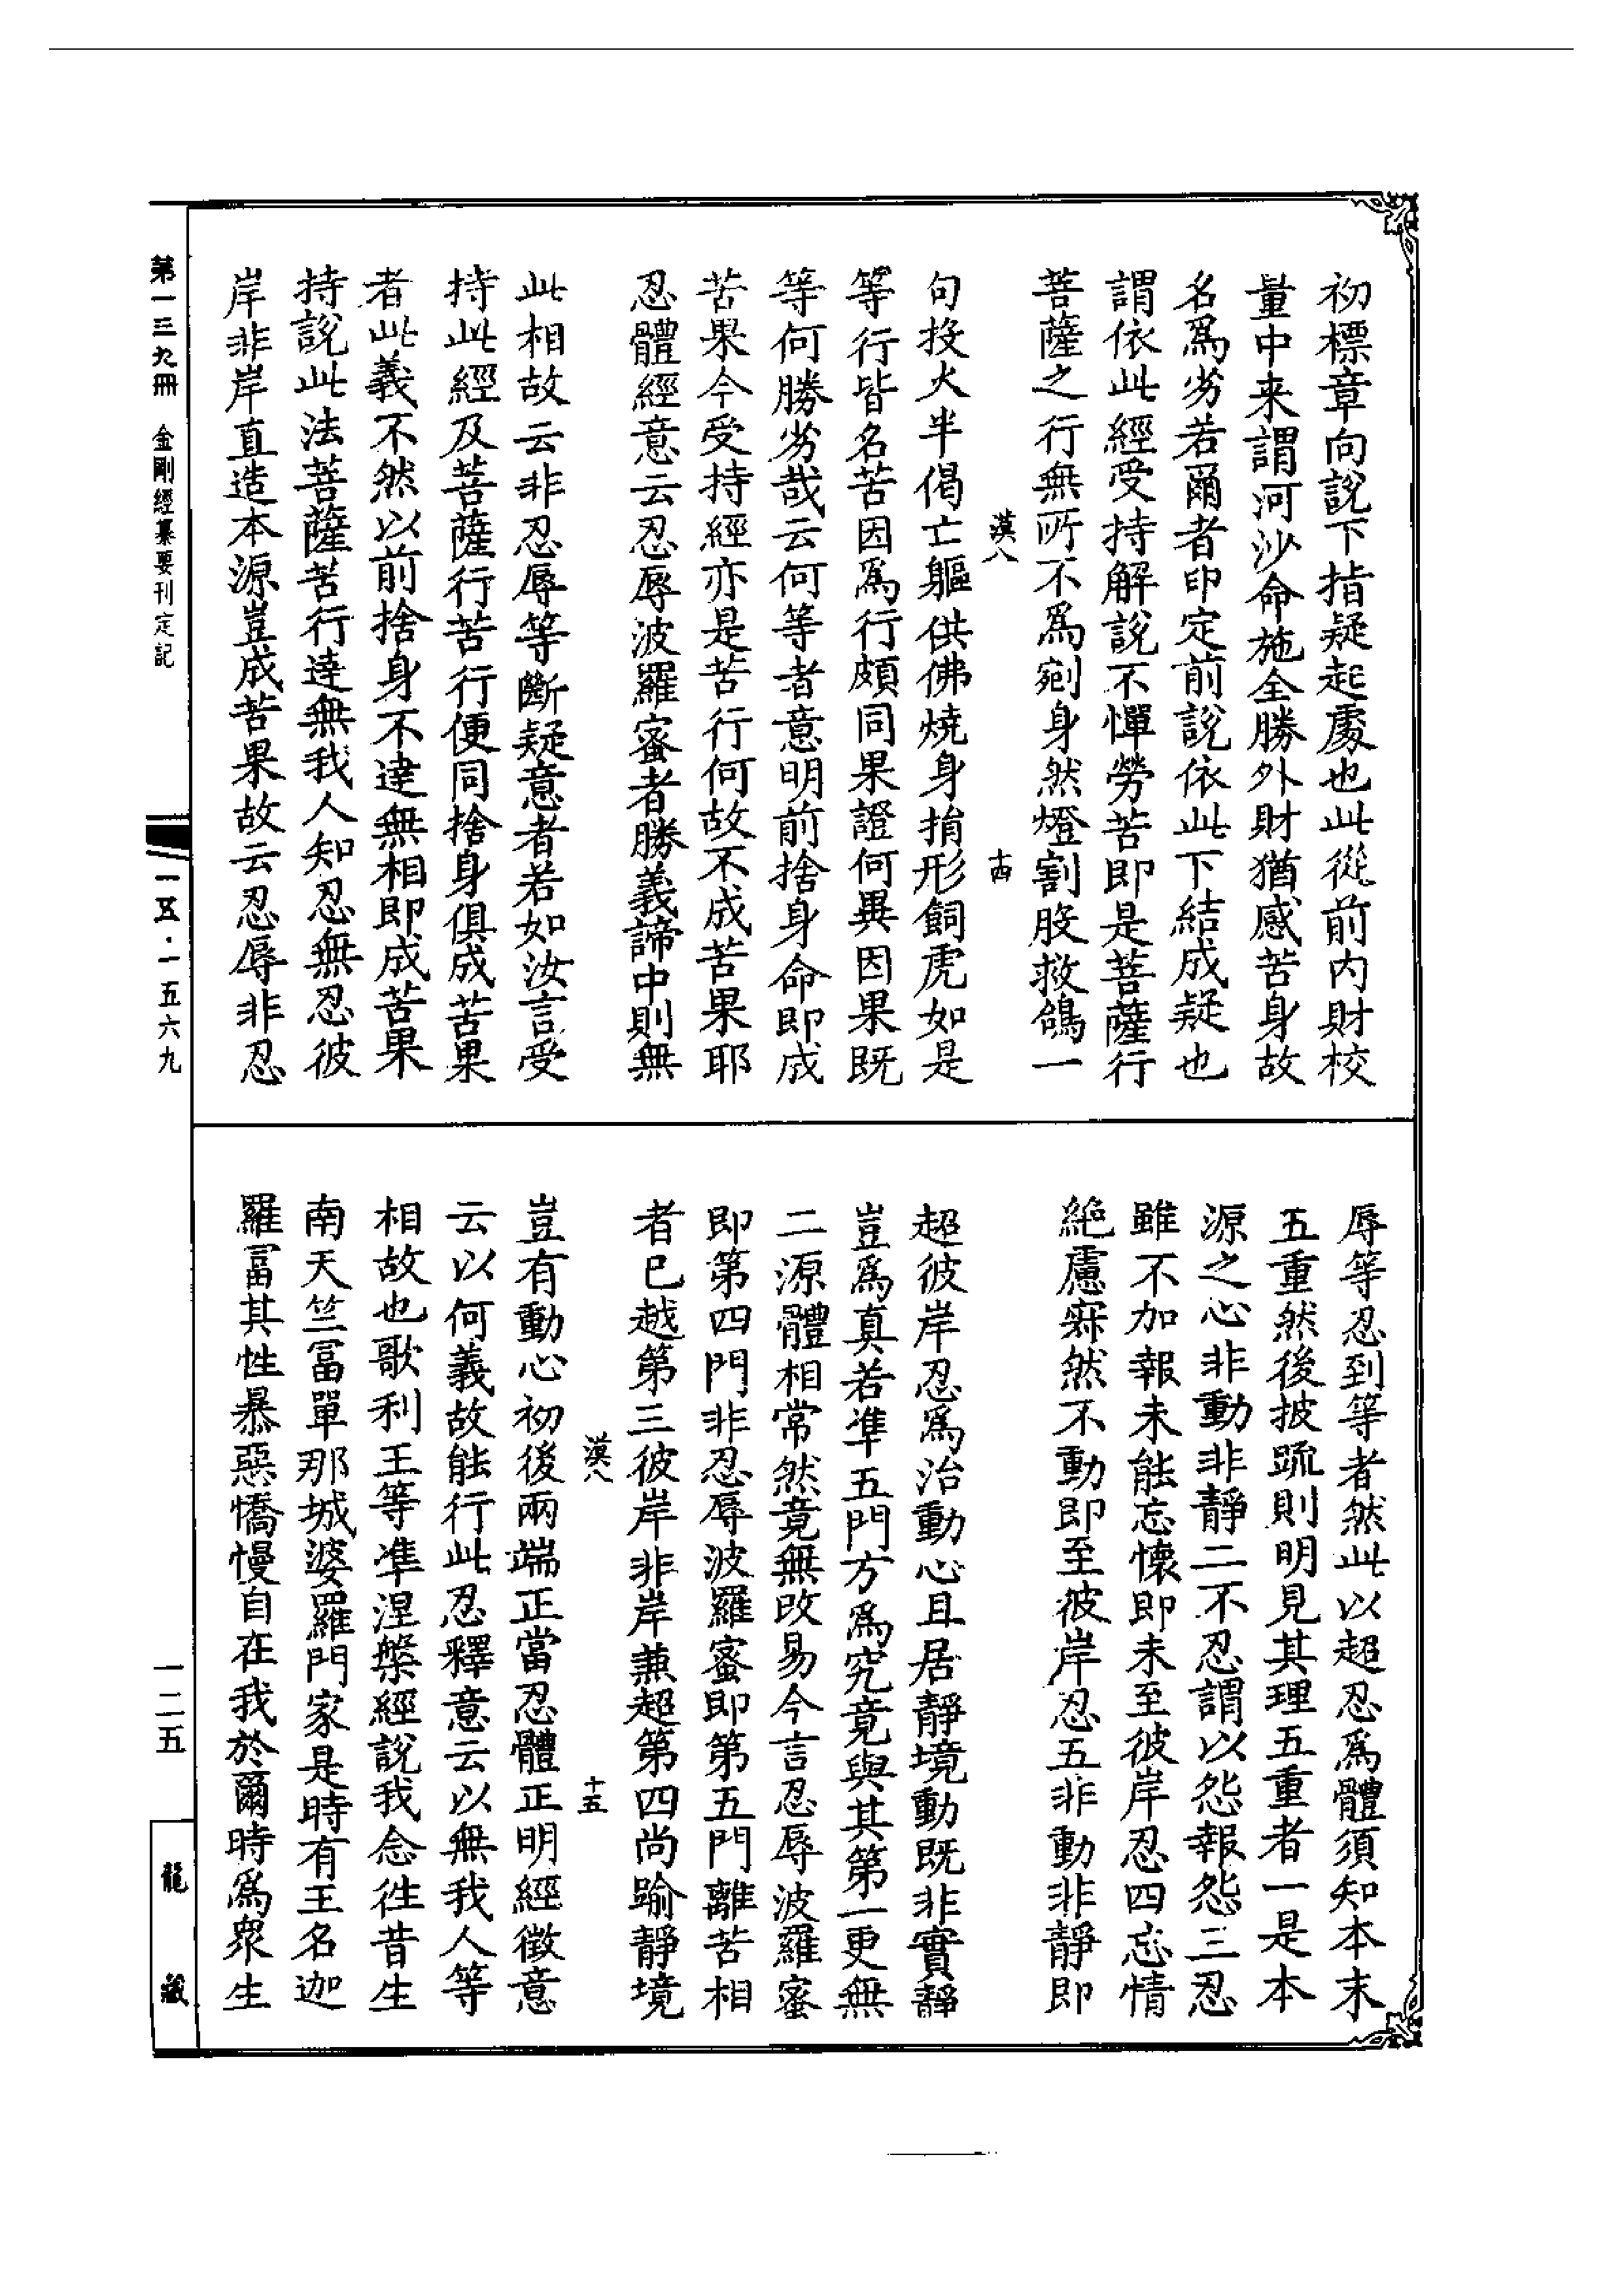 初標章向說下指疑起處也此從前內財校
量中来謂河沙命施全勝外財猶感苦身故
名爲劣若爾者印定前說依此下結成疑也
謂依此經受持解說不憚勞苦即是菩薩行
菩薩之行無所不爲剜身然燈割股救鴿一
漢八
十四
句投火半偈亡軀供佛燒身捐形飼虎如是
等行皆名苦因爲行頗同果證何異因果既
等何勝劣哉云何等者意明前捨身命即成
苦果今受持經亦是苦行何故不成苦果耶
忍體經意云忍辱波羅蜜者勝義諦中則無
此相故云非忍辱等斷疑意者若如汝言受
持此經及菩薩行苦行便同捨身俱成苦果
者此義不然以前捨身不達無相即成苦果
持說此法菩薩苦行達無我人知忍無忍彼
岸非岸直造本源豈成苦果故云忍辱非忍
辱等忍到等者然此以超忍爲體須知本末
五重然後披䟽則明見其理五重者一是本
源之心非動非靜二不忍謂以怨報怨三忍
雖不加報未能忘懷即未至彼岸忍四忘情
絶慮寂然不動即至彼岸忍五非動非靜即
超彼岸忍爲治動心且居靜境動既非實靜
豈爲真若凖五門方爲究竟與其第一更無
二源體相常然竟無改易今言忍辱波羅蜜
即第四門非忍辱波羅蜜即第五門離苦相
者已越第三彼岸非岸兼超第四尚踰靜境
漢八
十五
豈有動心初後兩端正當忍體正明經徵意
云以何義故能行此忍釋意云以無我人等
相故也歌利王等凖涅槃經說我念徃昔生
南天竺冨單那城婆羅門家是時有王名迦
羅冨其性暴惡憍慢自在我於爾時爲衆生
第一三九冊　金剛經纂要刊定記
一五・一五六九
一二五
龍藏